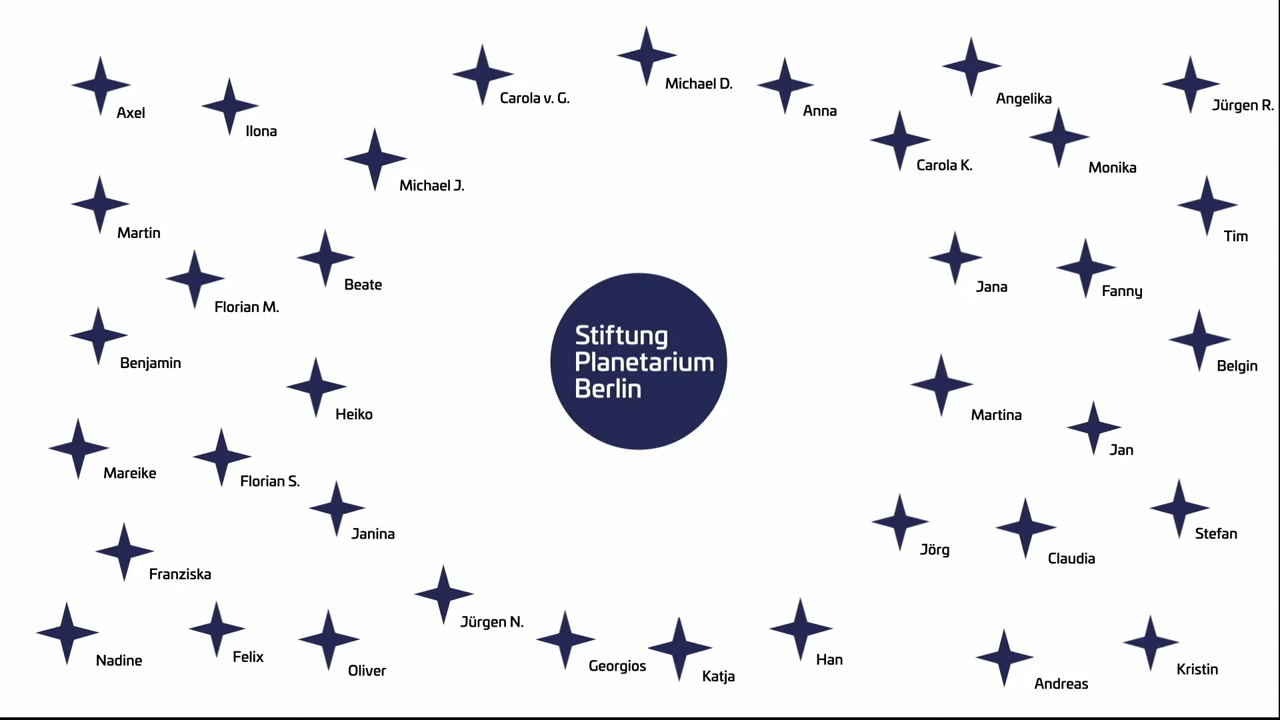 Michael D.
Carola v. G.
Angelika
Jürgen R.
Axel
Anna
Ilona
Carola K.
Monika
Michael J.
Martin
Tim
Beate
Jana
Fanny
Florian M.
Stiftung
Planetarium
Berlin
Benjamin
Belgin
Heiko
Martina
Jan
Mareike
Florian S.
Janina
Stefan
Jörg
Claudia
Franziska
Jürgen N.
Nadine
Felix
Oliver
Georgios
Katja
Han
Andreas
Kristin